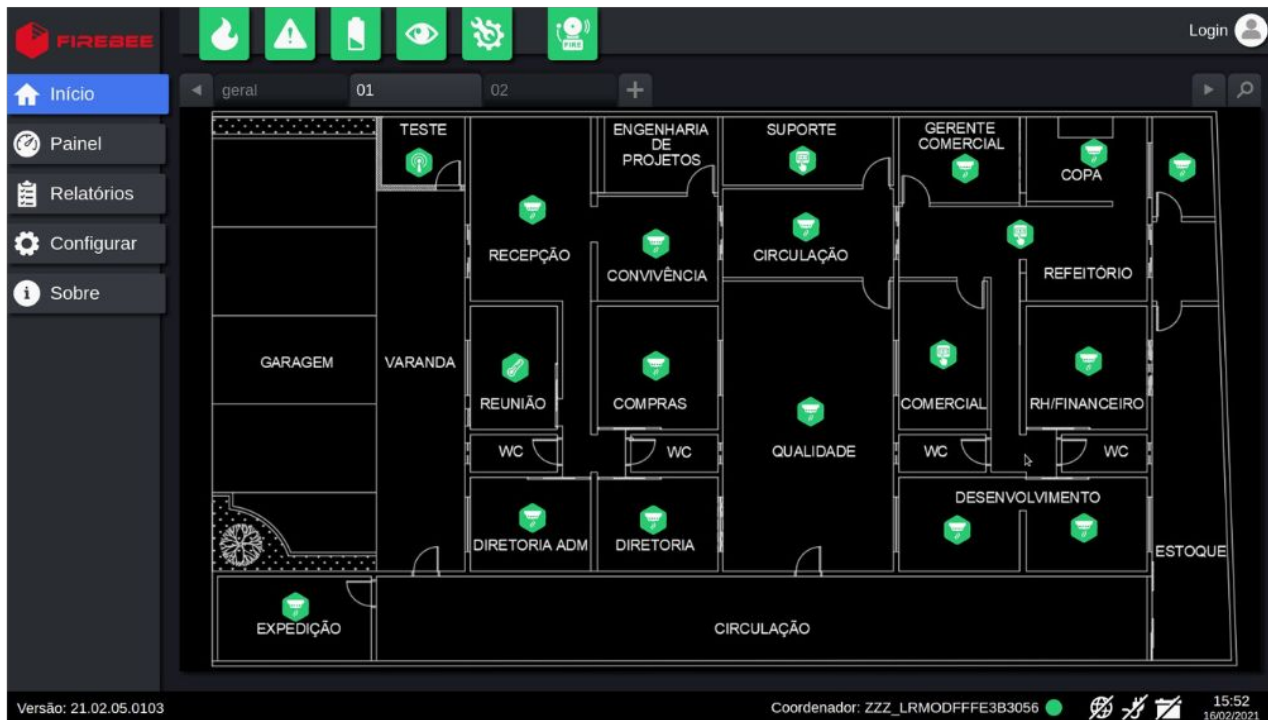 FIREBEE
FIRE
Login
Início
geral
01
02
Painel
Relatórios
Configurar
Sobre
TESTE
ENGENHARIA
DE
PROJETOS
SUPORTE
GERENTE
COMERCIAL
COPA
RECEPÇÃO
CONVIVÊNCIA
CIRCULAÇÃO
REFEITÓRIO
GARAGEM
VARANDA
REUNIÃO
COMPRAS
QUALIDADE
COMERCIAL
RH/FINANCEIRO
WC
WC
WC
WC
DESENVOLVIMENTO
DIRETORIA ADM
DIRETORIA
ESTOQUE
EXPEDIÇÃO
CIRCULAÇÃO
Versão: 21.02.05.0103
Coordenador: ZZZ_LRMODFFFE3B3056
15:52
16/02/2021